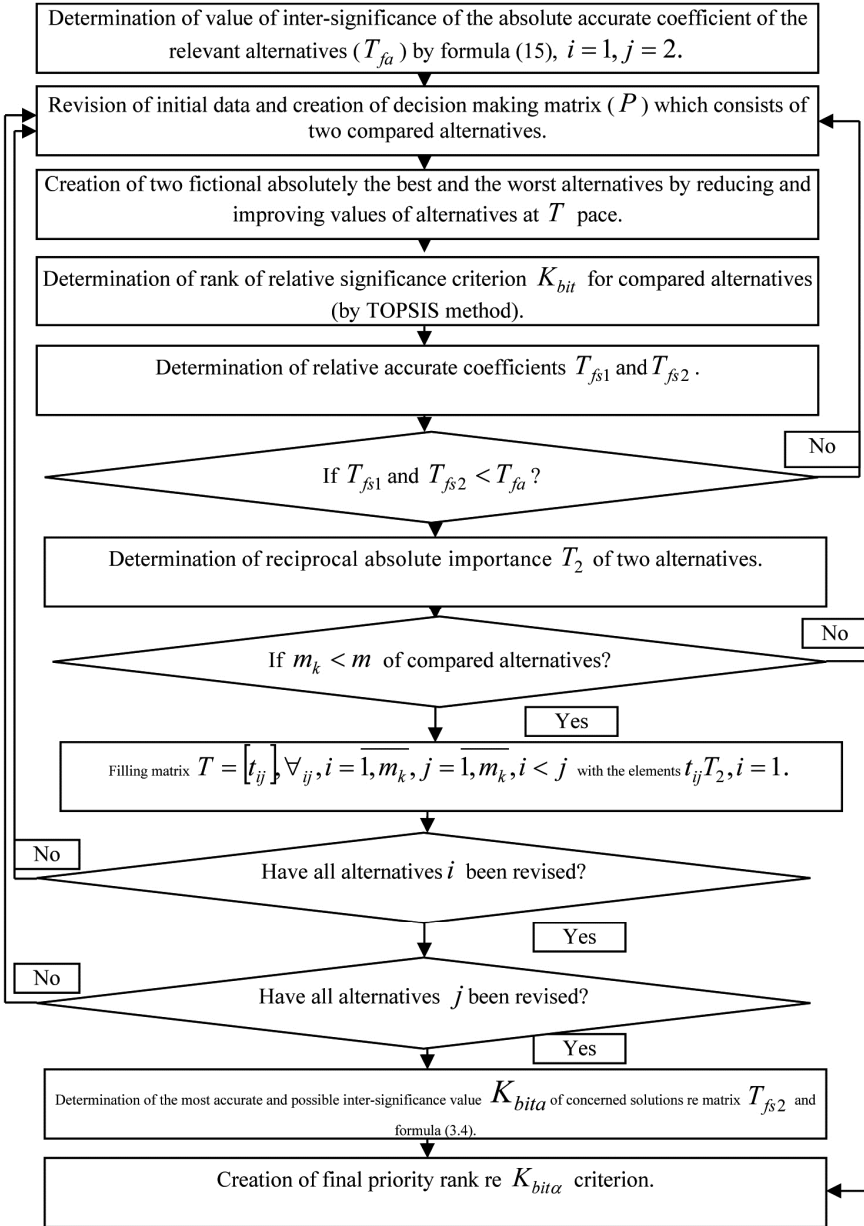 Determination of value of inter-significance of the absolute accurate coefficient of the
relevant alternatives (T_fa) by formula (15), i = 1, j = 2.
Revision of initial data and creation of decision making matrix (P) which consists of
two compared alternatives.
Creation of two fictional absolutely the best and the worst alternatives by reducing and
improving values of alternatives at T pace.
Determination of rank of relative significance criterion K_bit for compared alternatives
(by TOPSIS method).
Determination of relative accurate coefficients T_fs1 and T_fs2 .
No
If T_fs1 and T_fs2 < T_fa ?
Determination of reciprocal absolute importance T_2 of two alternatives.
No
If m_k < m of compared alternatives?
Yes
Filling matrix T = [t_ij], ∀_ij, i = \overline{1, m_k}, j = \overline{1, m_k}, i < j with the elements t_ij T_2, i = 1.
No
Have all alternatives i been revised?
Yes
No
Have all alternatives j been revised?
Yes
Determination of the most accurate and possible inter-significance value K_bita of concerned solutions re matrix T_fs2 and
formula (3.4).
Creation of final priority rank re K_bitα criterion.